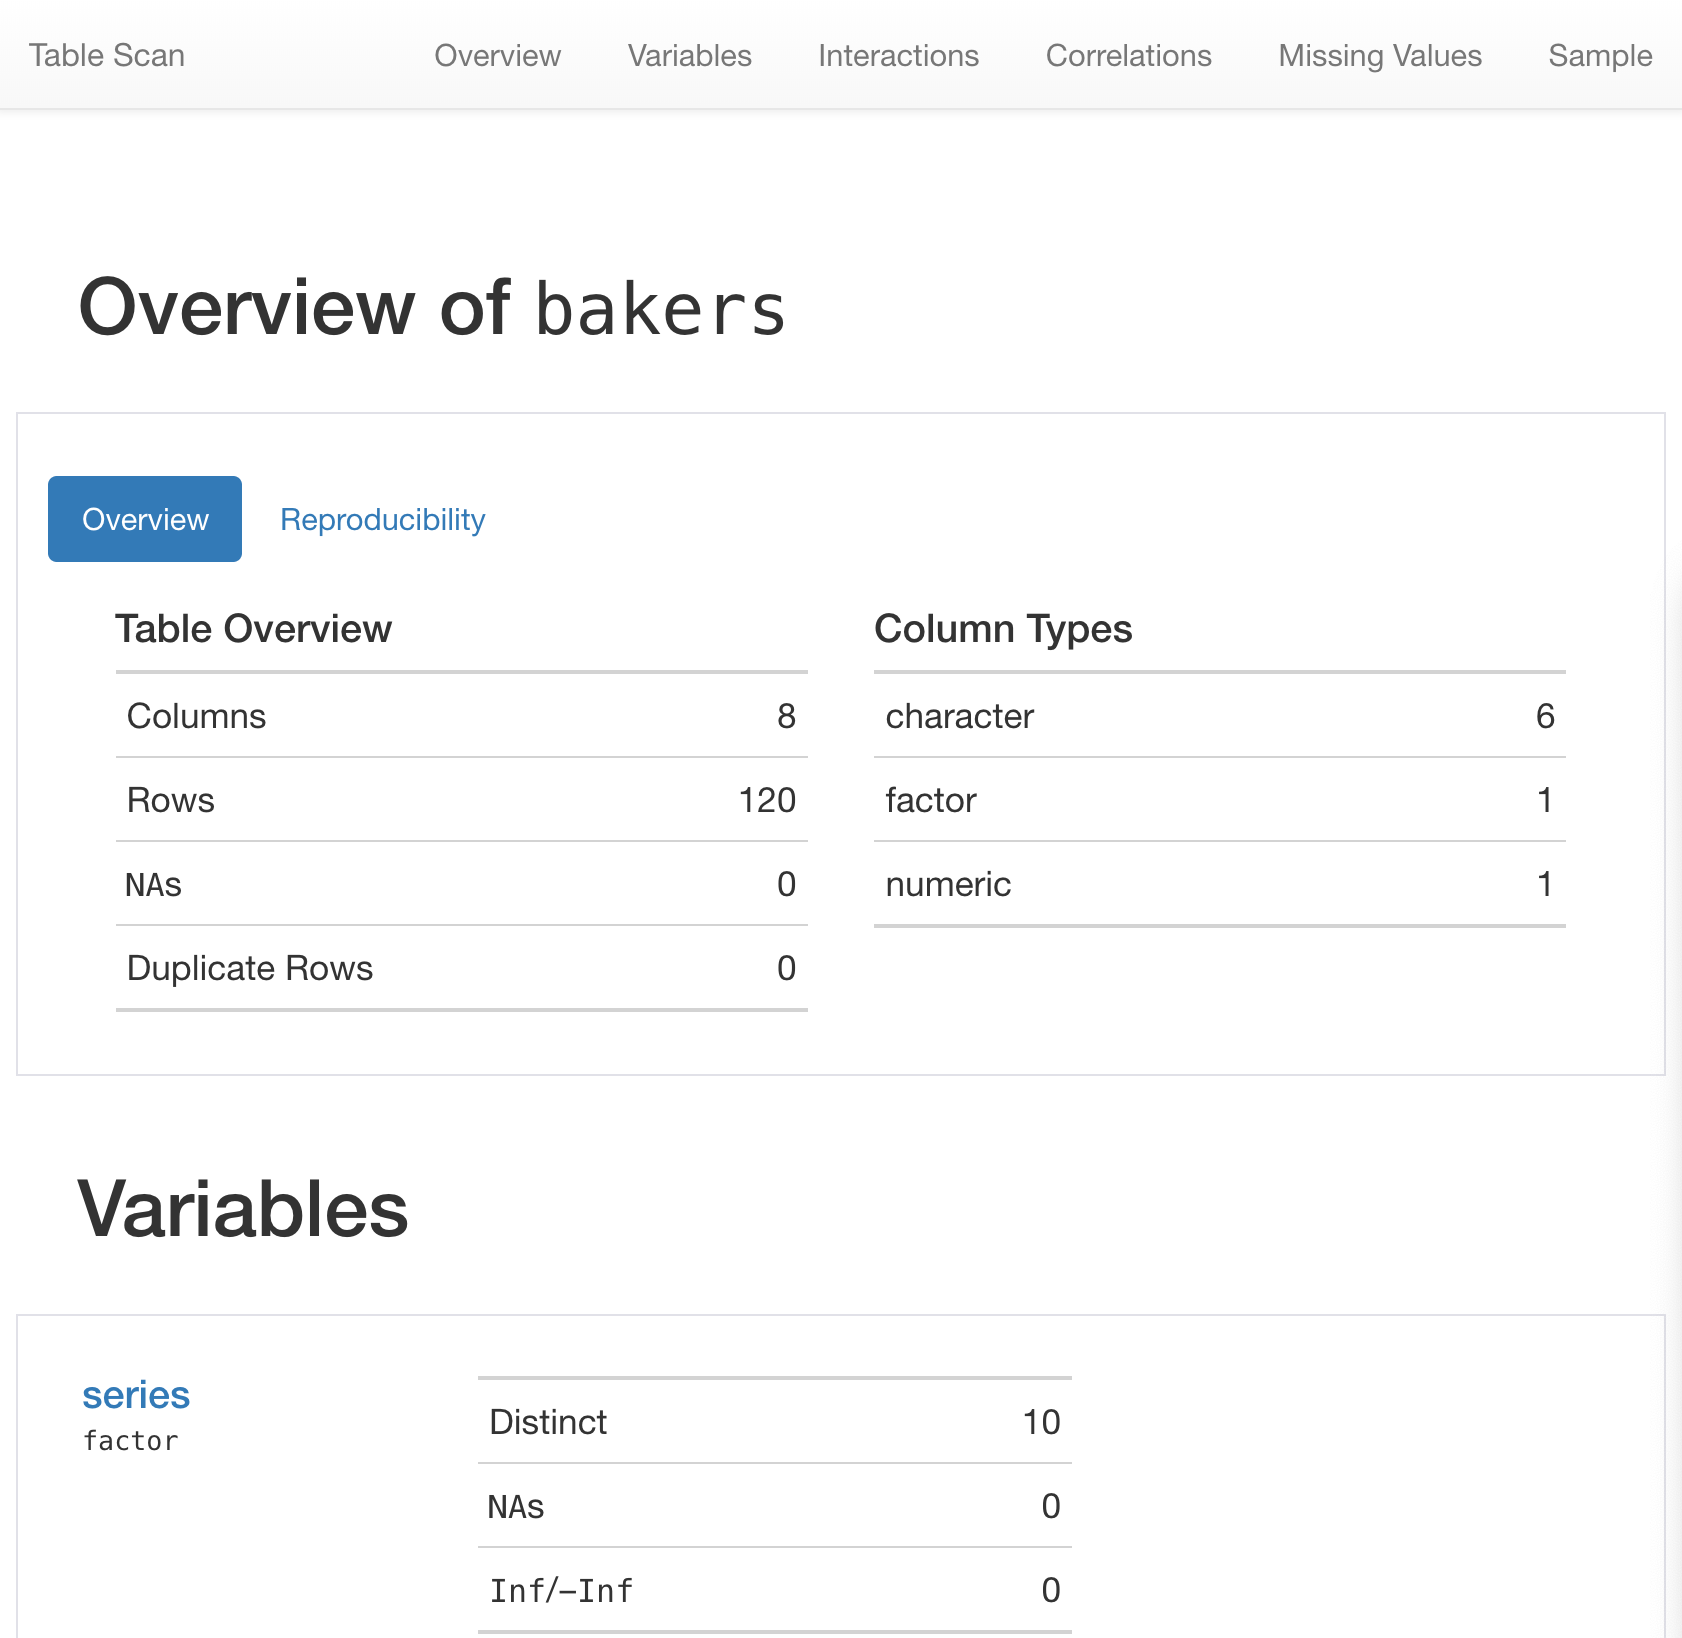 Table Scan Overview Variables Interactions Correlations Missing Values Sample
Overview of bakers
Overview Reproducibility
Table Overview
Columns 8
Rows 120
NAs 0
Duplicate Rows 0
Column Types
character 6
factor 1
numeric 1
Variables
series
factor
Distinct 10
NAs 0
Inf/-Inf 0